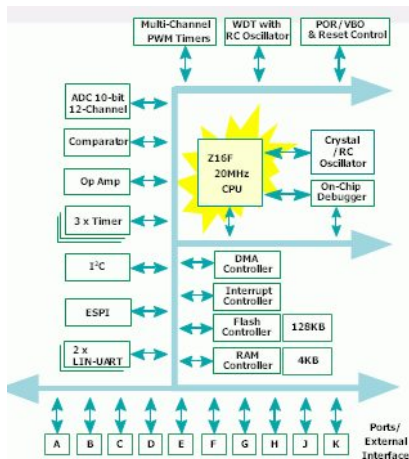 Multi-Channel
PWM Timers
WDT with
RC Oscillator
POR/VBO
& Reset Control
ADC 10-bit
12-Channel
Comparator
Op Amp
3 x Timer
I²C
ESPI
2 x
LIN-UART
Z16F
20MHz
CPU
Crystal
/RC
Oscillator
On-Chip
Debugger
DMA
Controller
Interrupt
Controller
Flash
Controller
128KB
RAM
Controller
4KB
A
B
C
D
E
F
G
H
J
K
Ports/
External
Interface